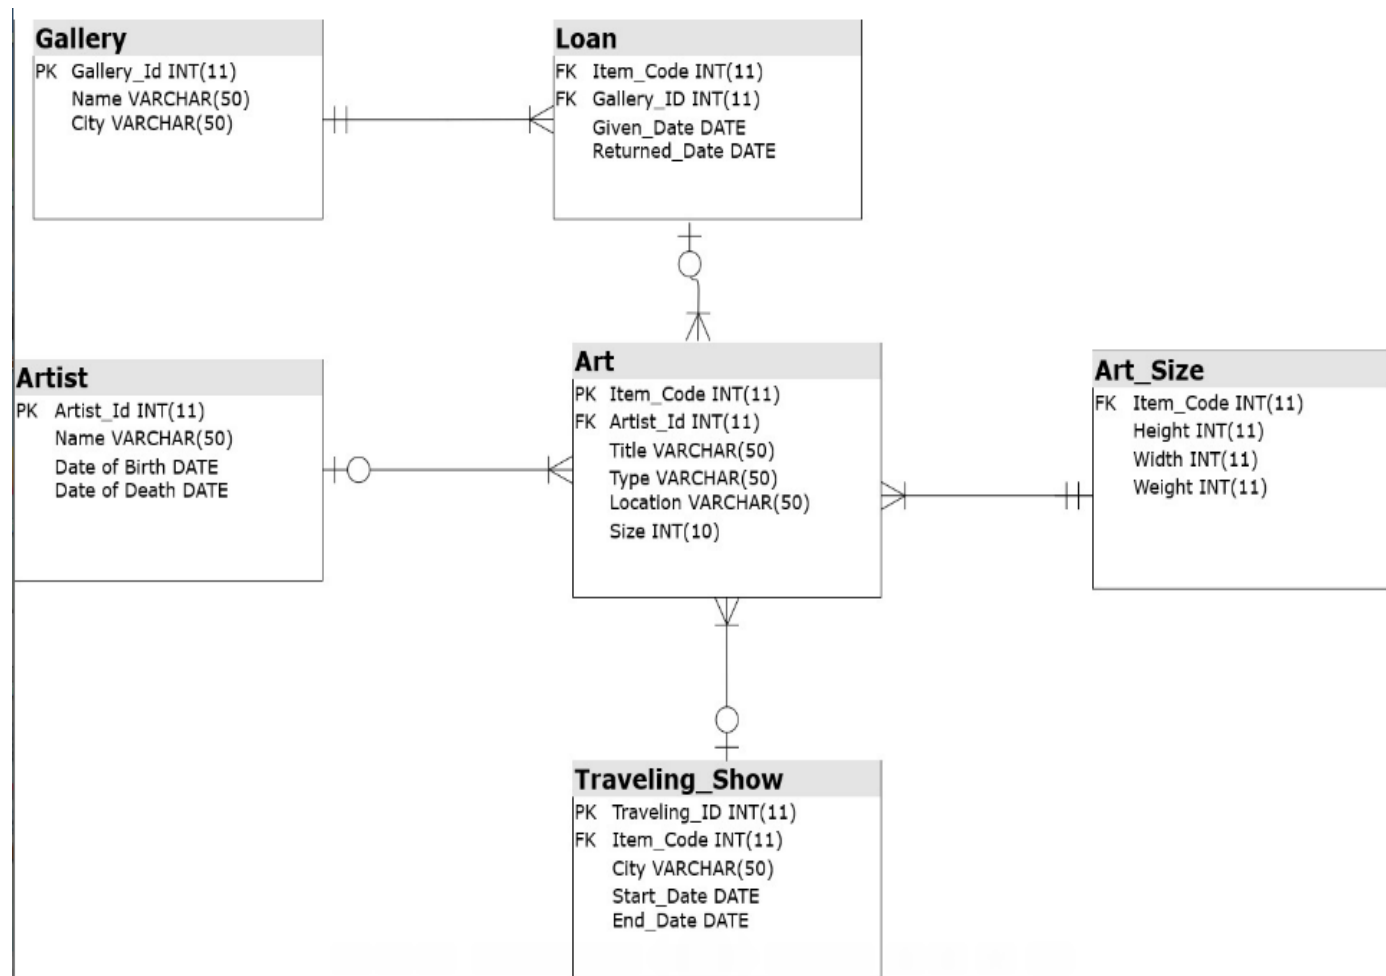 Gallery
PK Gallery_Id INT(11)
Name VARCHAR(50)
City VARCHAR(50)
Loan
FK Item_Code INT(11)
FK Gallery_ID INT(11)
Given_Date DATE
Returned_Date DATE
Artist
PK Artist_Id INT(11)
Name VARCHAR(50)
Date of Birth DATE
Date of Death DATE
Art
PK Item_Code INT(11)
FK Artist_Id INT(11)
Title VARCHAR(50)
Type VARCHAR(50)
Location VARCHAR(50)
Size INT(10)
Art_Size
FK Item_Code INT(11)
Height INT(11)
Width INT(11)
Weight INT(11)
Traveling_Show
PK Traveling_ID INT(11)
FK Item_Code INT(11)
City VARCHAR(50)
Start_Date DATE
End_Date DATE